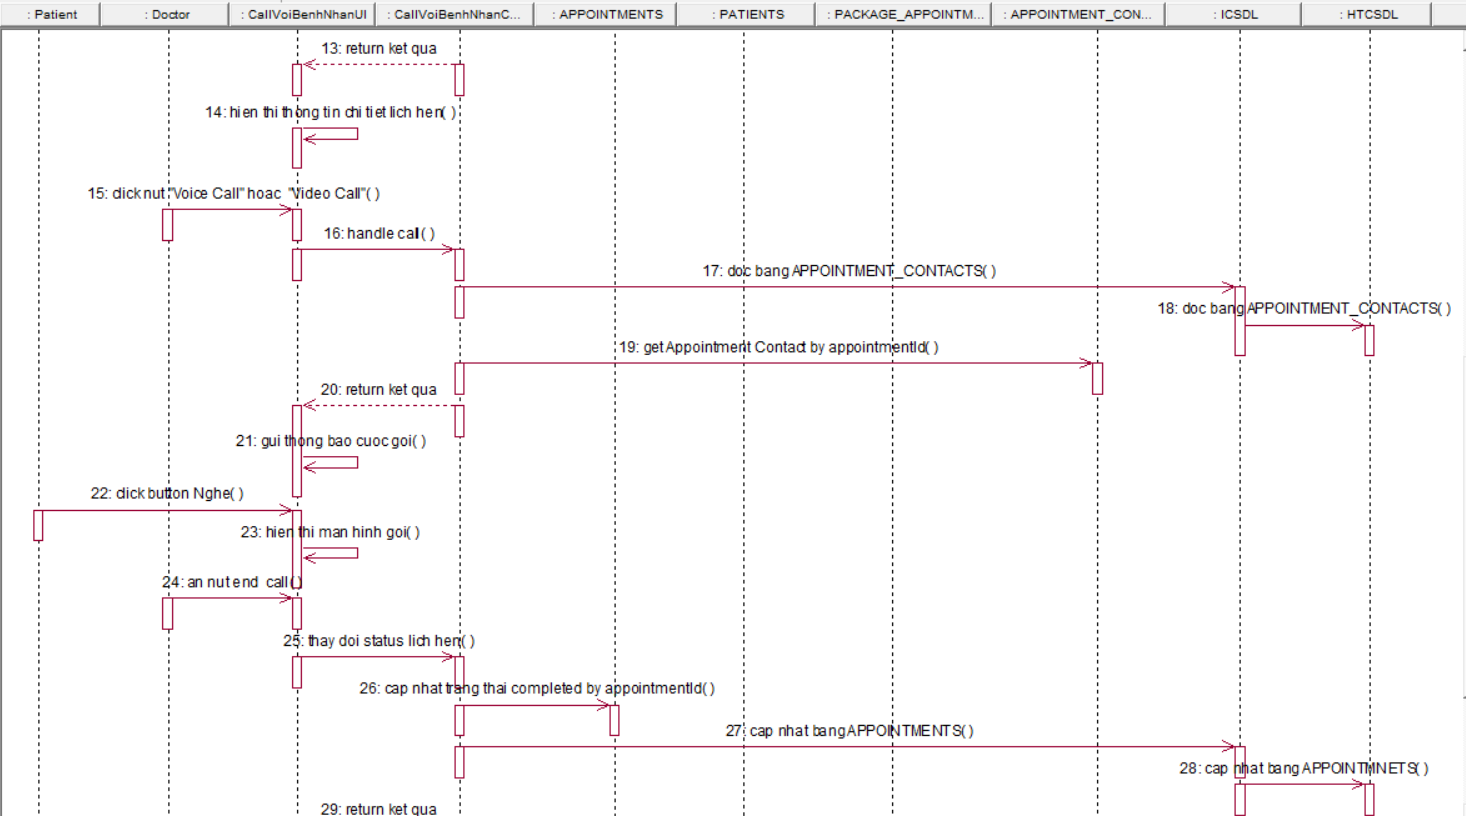 : Patient
: Doctor
: CallVoiBenhNhanUI
: CallVoiBenhNhanC...
: APPOINTMENTS
: PATIENTS
: PACKAGE_APPOINTM...
: APPOINTMENT_CON...
: ICSDL
: HTCSDL
13: return ket qua
14: hien thi thong tin chi tiet lich hen( )
15: click nut "Voice Call" hoac "Video Call"( )
16: handle call( )
17: doc bang APPOINTMENT_CONTACTS( )
18: doc bang APPOINTMENT_CONTACTS( )
19: get Appointment Contact by appointmentId( )
20: return ket qua
21: gui thong bao cuoc goi( )
22: click button Nghe( )
23: hien thi man hinh goi( )
24: an nut end call( )
25: thay doi status lich hen( )
26: cap nhat trang thai completed by appointmentId( )
27: cap nhat bang APPOINTMENTS( )
28: cap nhat bang APPOINTMNETS( )
29: return ket qua